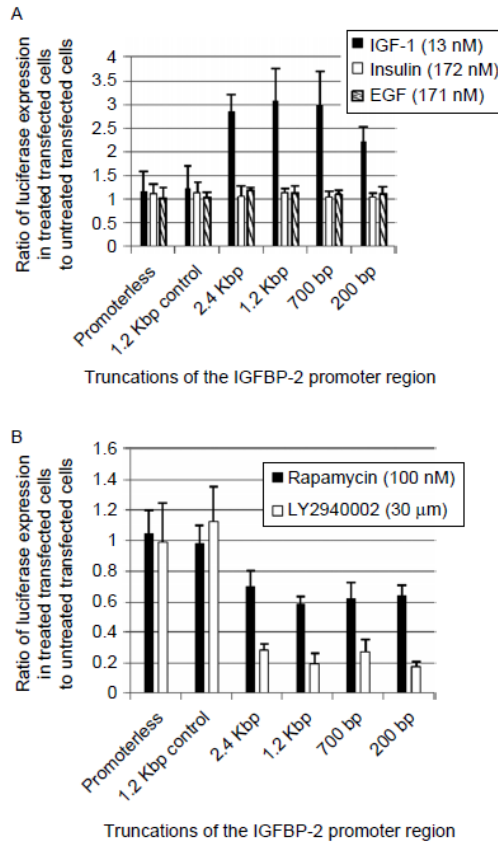 A
Ratio of luciferase expression
in treated transfected cells
to untreated transfected cells
4
3.5
3
2.5
2
1.5
1
0.5
0
IGF-1 (13 nM)
Insulin (172 nM)
EGF (171 nM)
Promoterless
1.2 Kbp control
2.4 Kbp
1.2 Kbp
700 bp
200 bp
Truncations of the IGFBP-2 promoter region
B
Ratio of luciferase expression
in treated transfected cells
to untreated transfected cells
1.6
1.4
1.2
1
0.8
0.6
0.4
0.2
0
Rapamycin (100 nM)
LY2940002 (30 μm)
Promoterless
1.2 Kbp control
2.4 Kbp
1.2 Kbp
700 bp
200 bp
Truncations of the IGFBP-2 promoter region